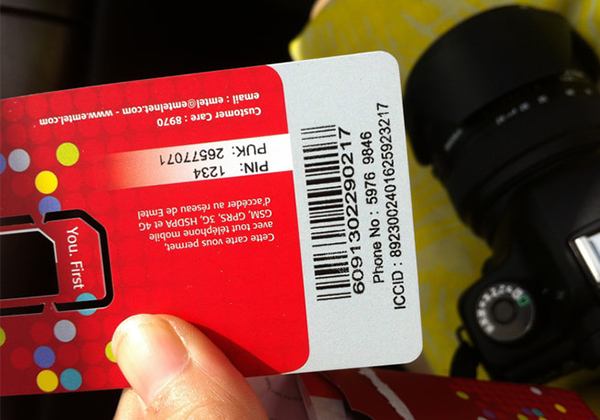 You. First
Cette carte vous permet,
avec tout téléphone mobile
GSM, GPRS, 3G, HSDPA et 4G
d'accéder au réseau de Emtel
PIN: 1234
PUK: 26577071
Customer Care : 8970
email : emtel@emtelnet.com - www.emtel.com
6091302290217
Phone No : 5976 9846
ICCID : 8923002401625923217